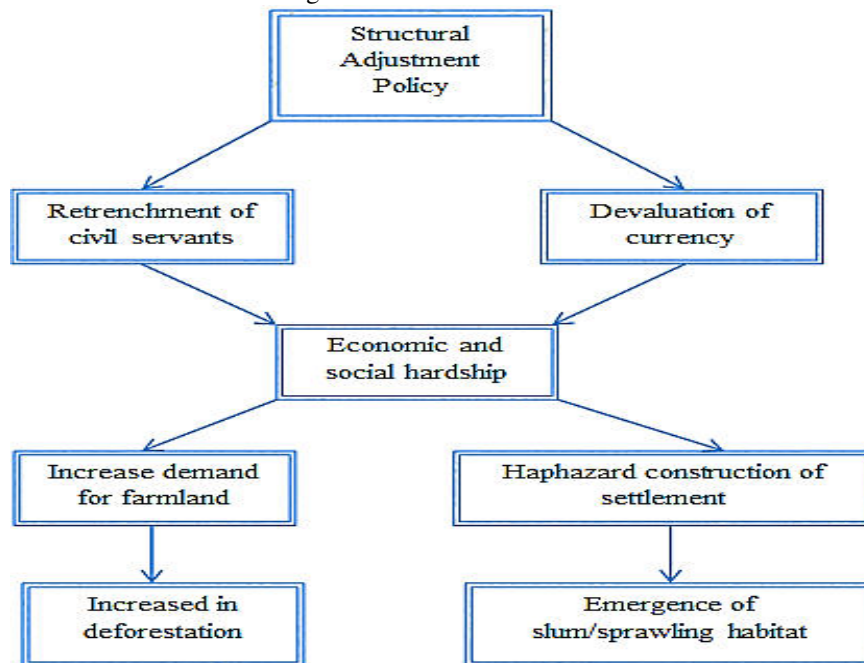 Structural
Adjustment
Policy
Retrenchment of
civil servants
Devaluation of
currency
Economic and
social hardship
Increase demand
for farmland
Haphazard construction of
settlement
Increased in
deforestation
Emergence of
slum/sprawling habitat